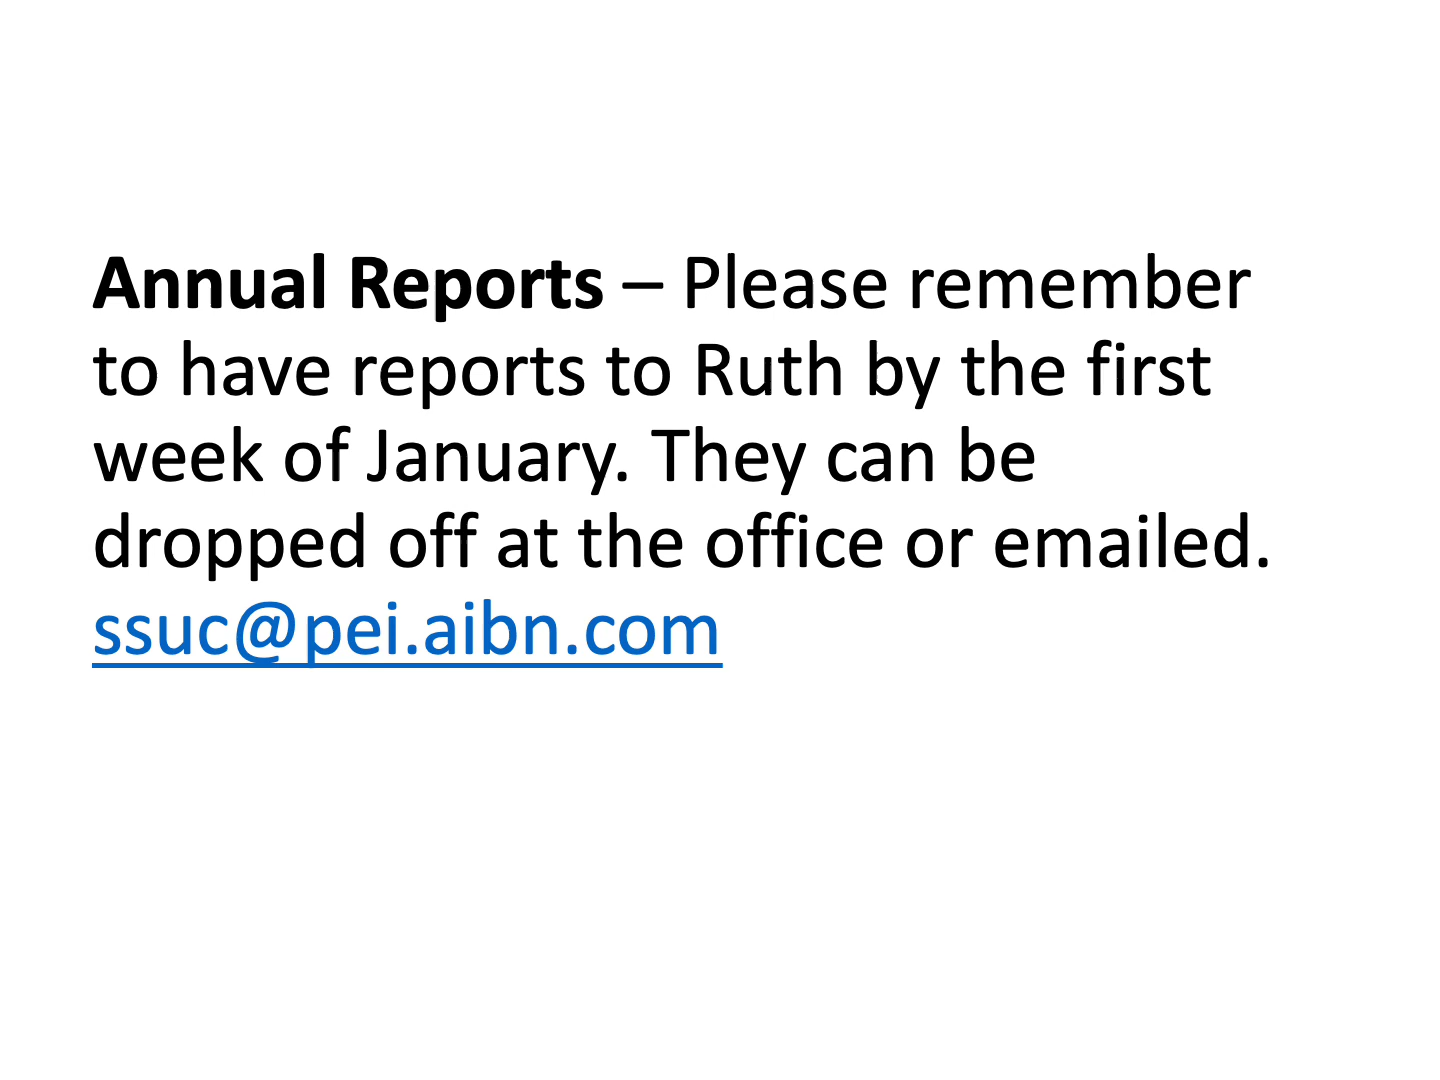 Annual Reports – Please remember
to have reports to Ruth by the first
week of January. They can be
dropped off at the office or emailed.
ssuc@pei.aibn.com